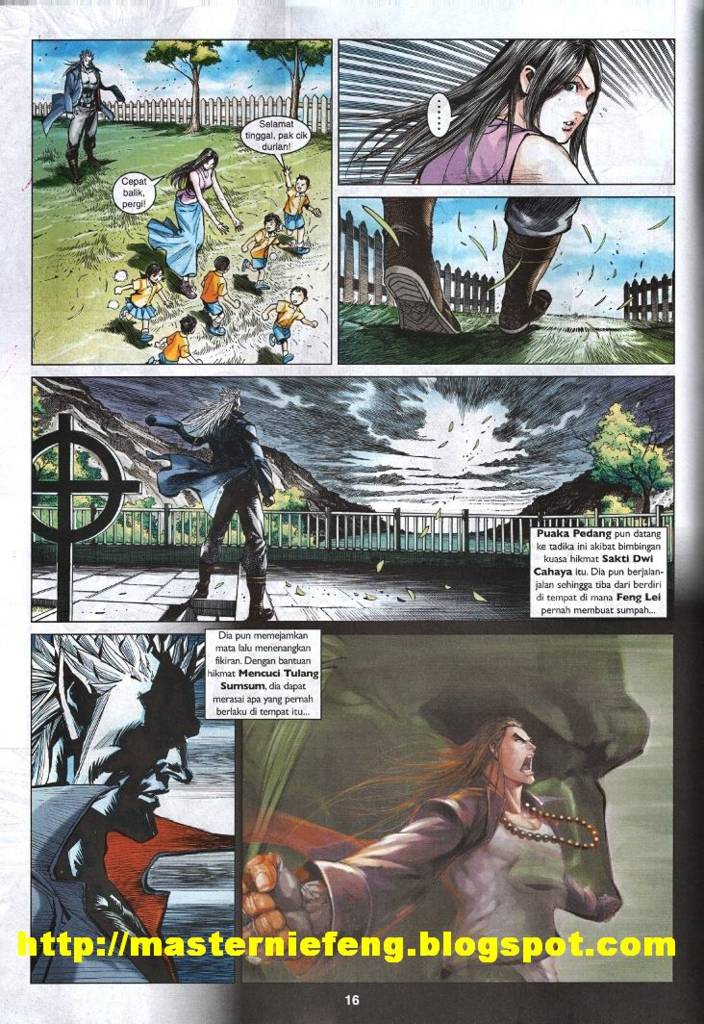 Selamat
tinggal, pak cik
durian!
Cepat
balik,
pergi!
Puaka Pedang pun datang
ke tadika ini akibat bimbingan
kuasa hikmat Sakti Dwi
Cahaya itu. Dia pun berjalan-
jalan sehingga tiba dari berdiri
di tempat di mana Feng Lei
pernah membuat sumpah...
Dia pun memejamkan
mata lalu menenangkan
fikiran. Dengan bantuan
hikmat Mencuci Tulang
Sumsum, dia dapat
merasai apa yang pernah
berlaku di tempat itu...
http://masterniefeng.blogspot.com
16